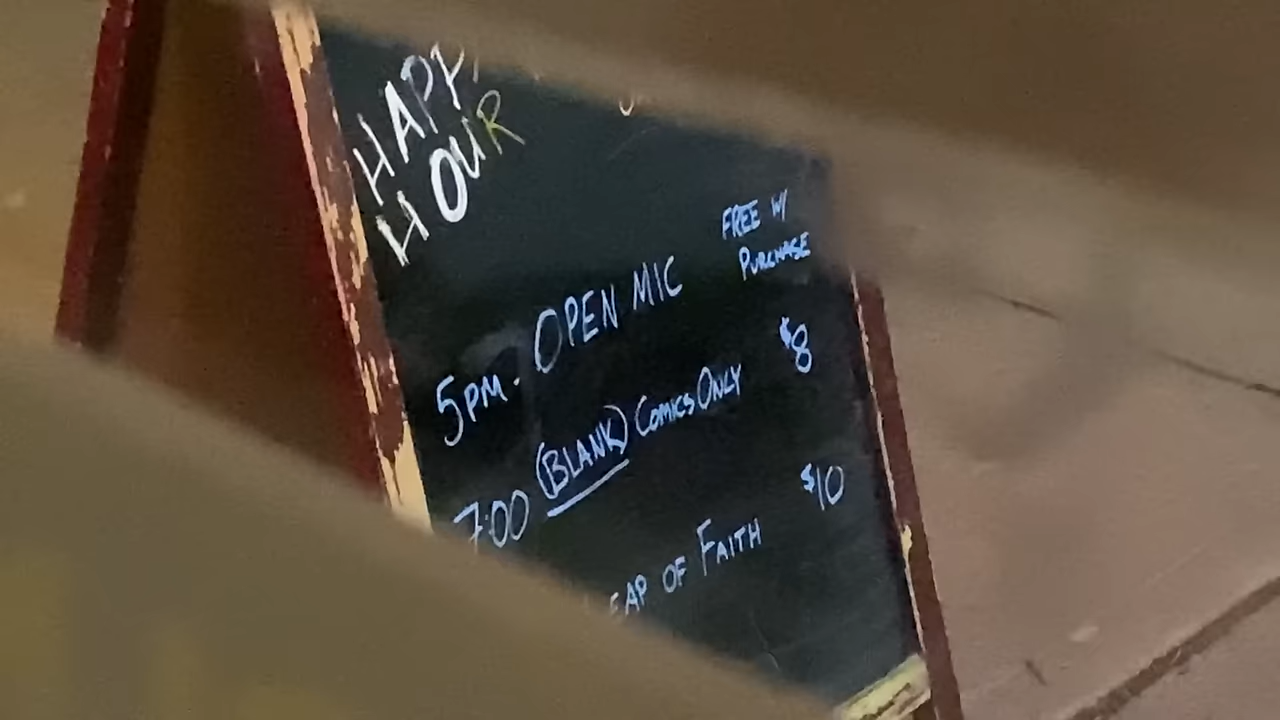 HAPP
HOUR
FREE W/
PURCHASE
5PM - OPEN MIC
7:00 (BLANK) COMICS ONLY $8
EAP OF FAITH $10